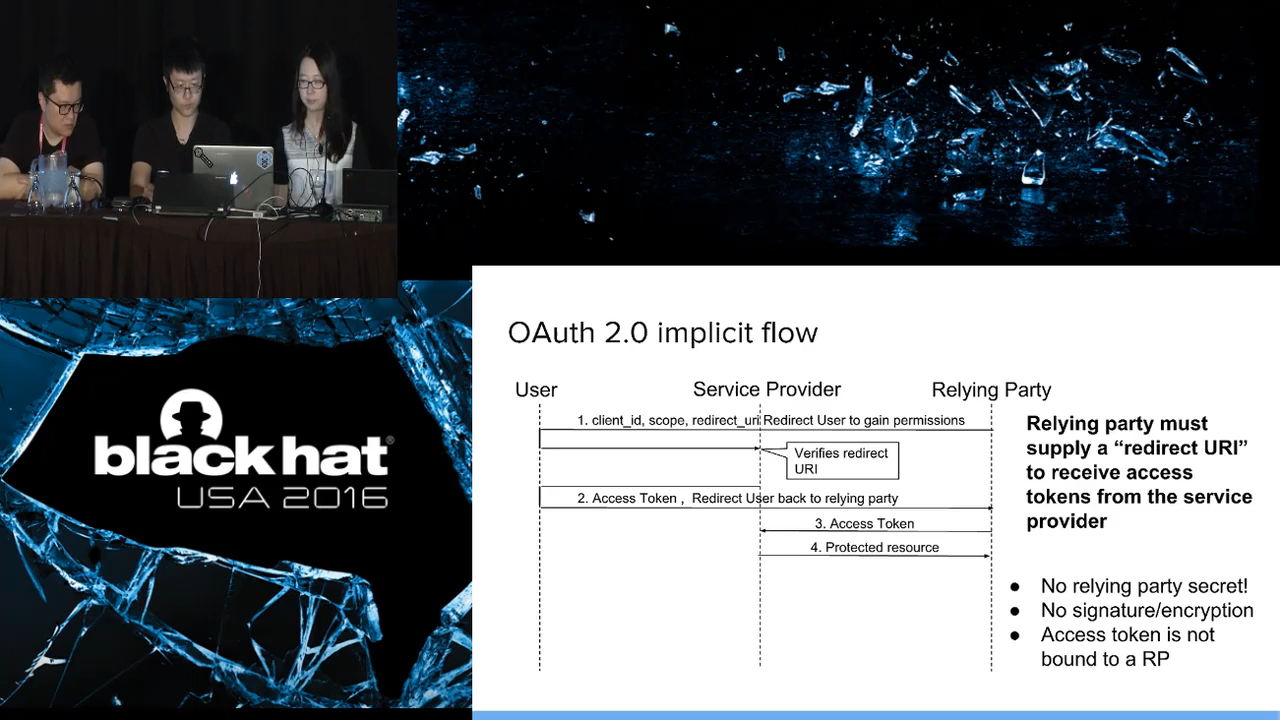 black hat®
USA 2016
OAuth 2.0 implicit flow
User
Service Provider
Relying Party
1. client_id, scope, redirect_uri Redirect User to gain permissions
Verifies redirect
URI
2. Access Token , Redirect User back to relying party
3. Access Token
4. Protected resource
Relying party must
supply a “redirect URI”
to receive access
tokens from the service
provider
● No relying party secret!
● No signature/encryption
● Access token is not
bound to a RP